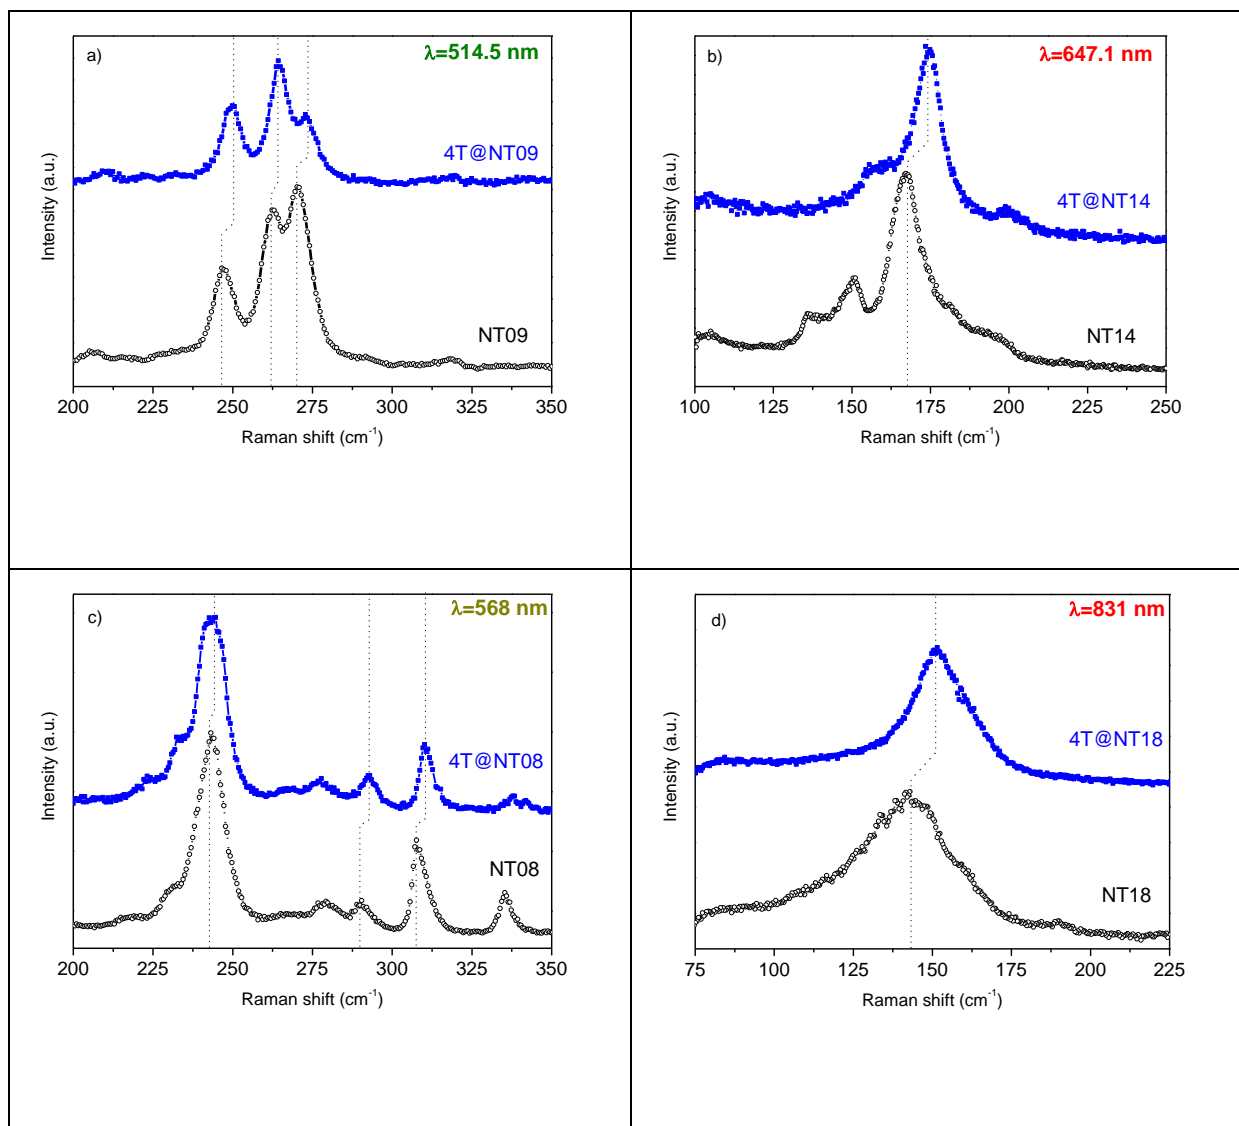 a)
λ=514.5 nm
4T@NT09
NT09
Intensity (a.u.)
200 225 250 275 300 325 350
Raman shift (cm⁻¹)
b)
λ=647.1 nm
4T@NT14
NT14
Intensity (a.u.)
100 125 150 175 200 225 250
Raman shift (cm⁻¹)
c)
λ=568 nm
4T@NT08
NT08
Intensity (a.u.)
200 225 250 275 300 325 350
Raman shift (cm⁻¹)
d)
λ=831 nm
4T@NT18
NT18
Intensity (a.u.)
75 100 125 150 175 200 225
Raman shift (cm⁻¹)